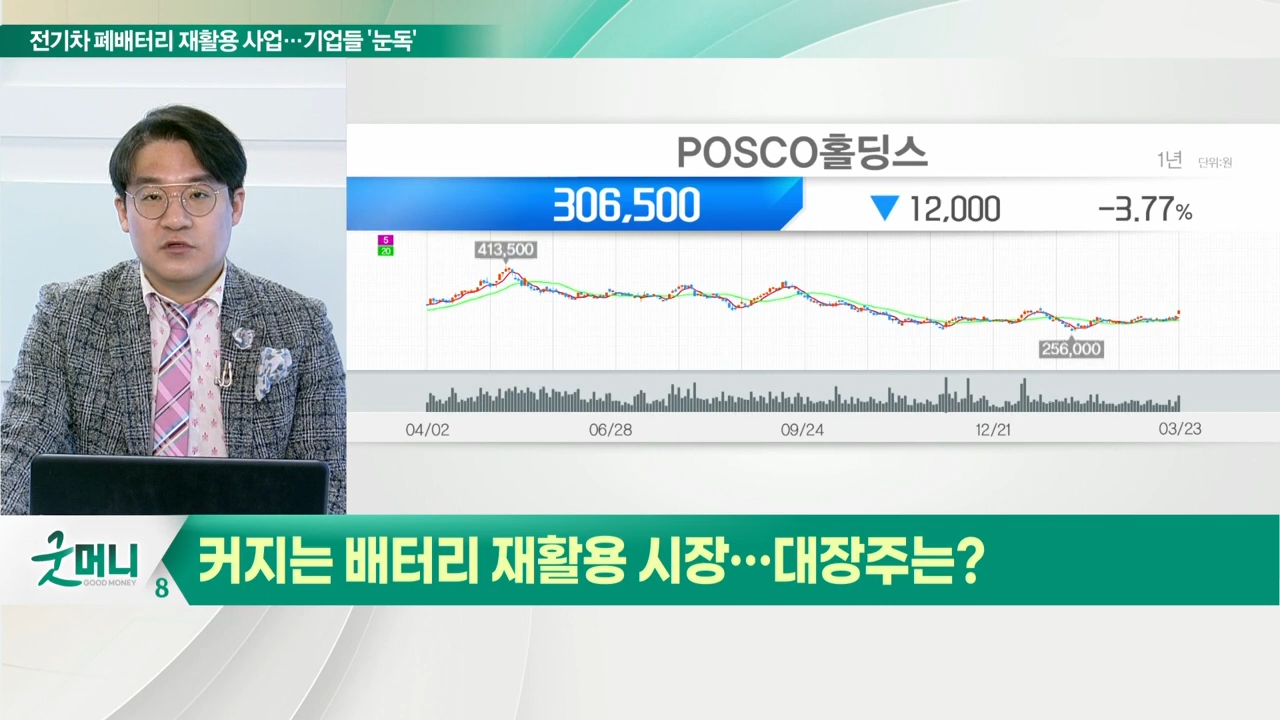 전기차 폐배터리 재활용 사업…기업들 '눈독'
POSCO홀딩스
1년 단위:원
306,500 ▼ 12,000 -3.77%
5
20
413,500
256,000
04/02 06/28 09/24 12/21 03/23
굿머니
GOOD MONEY
8
커지는 배터리 재활용 시장…대장주는?